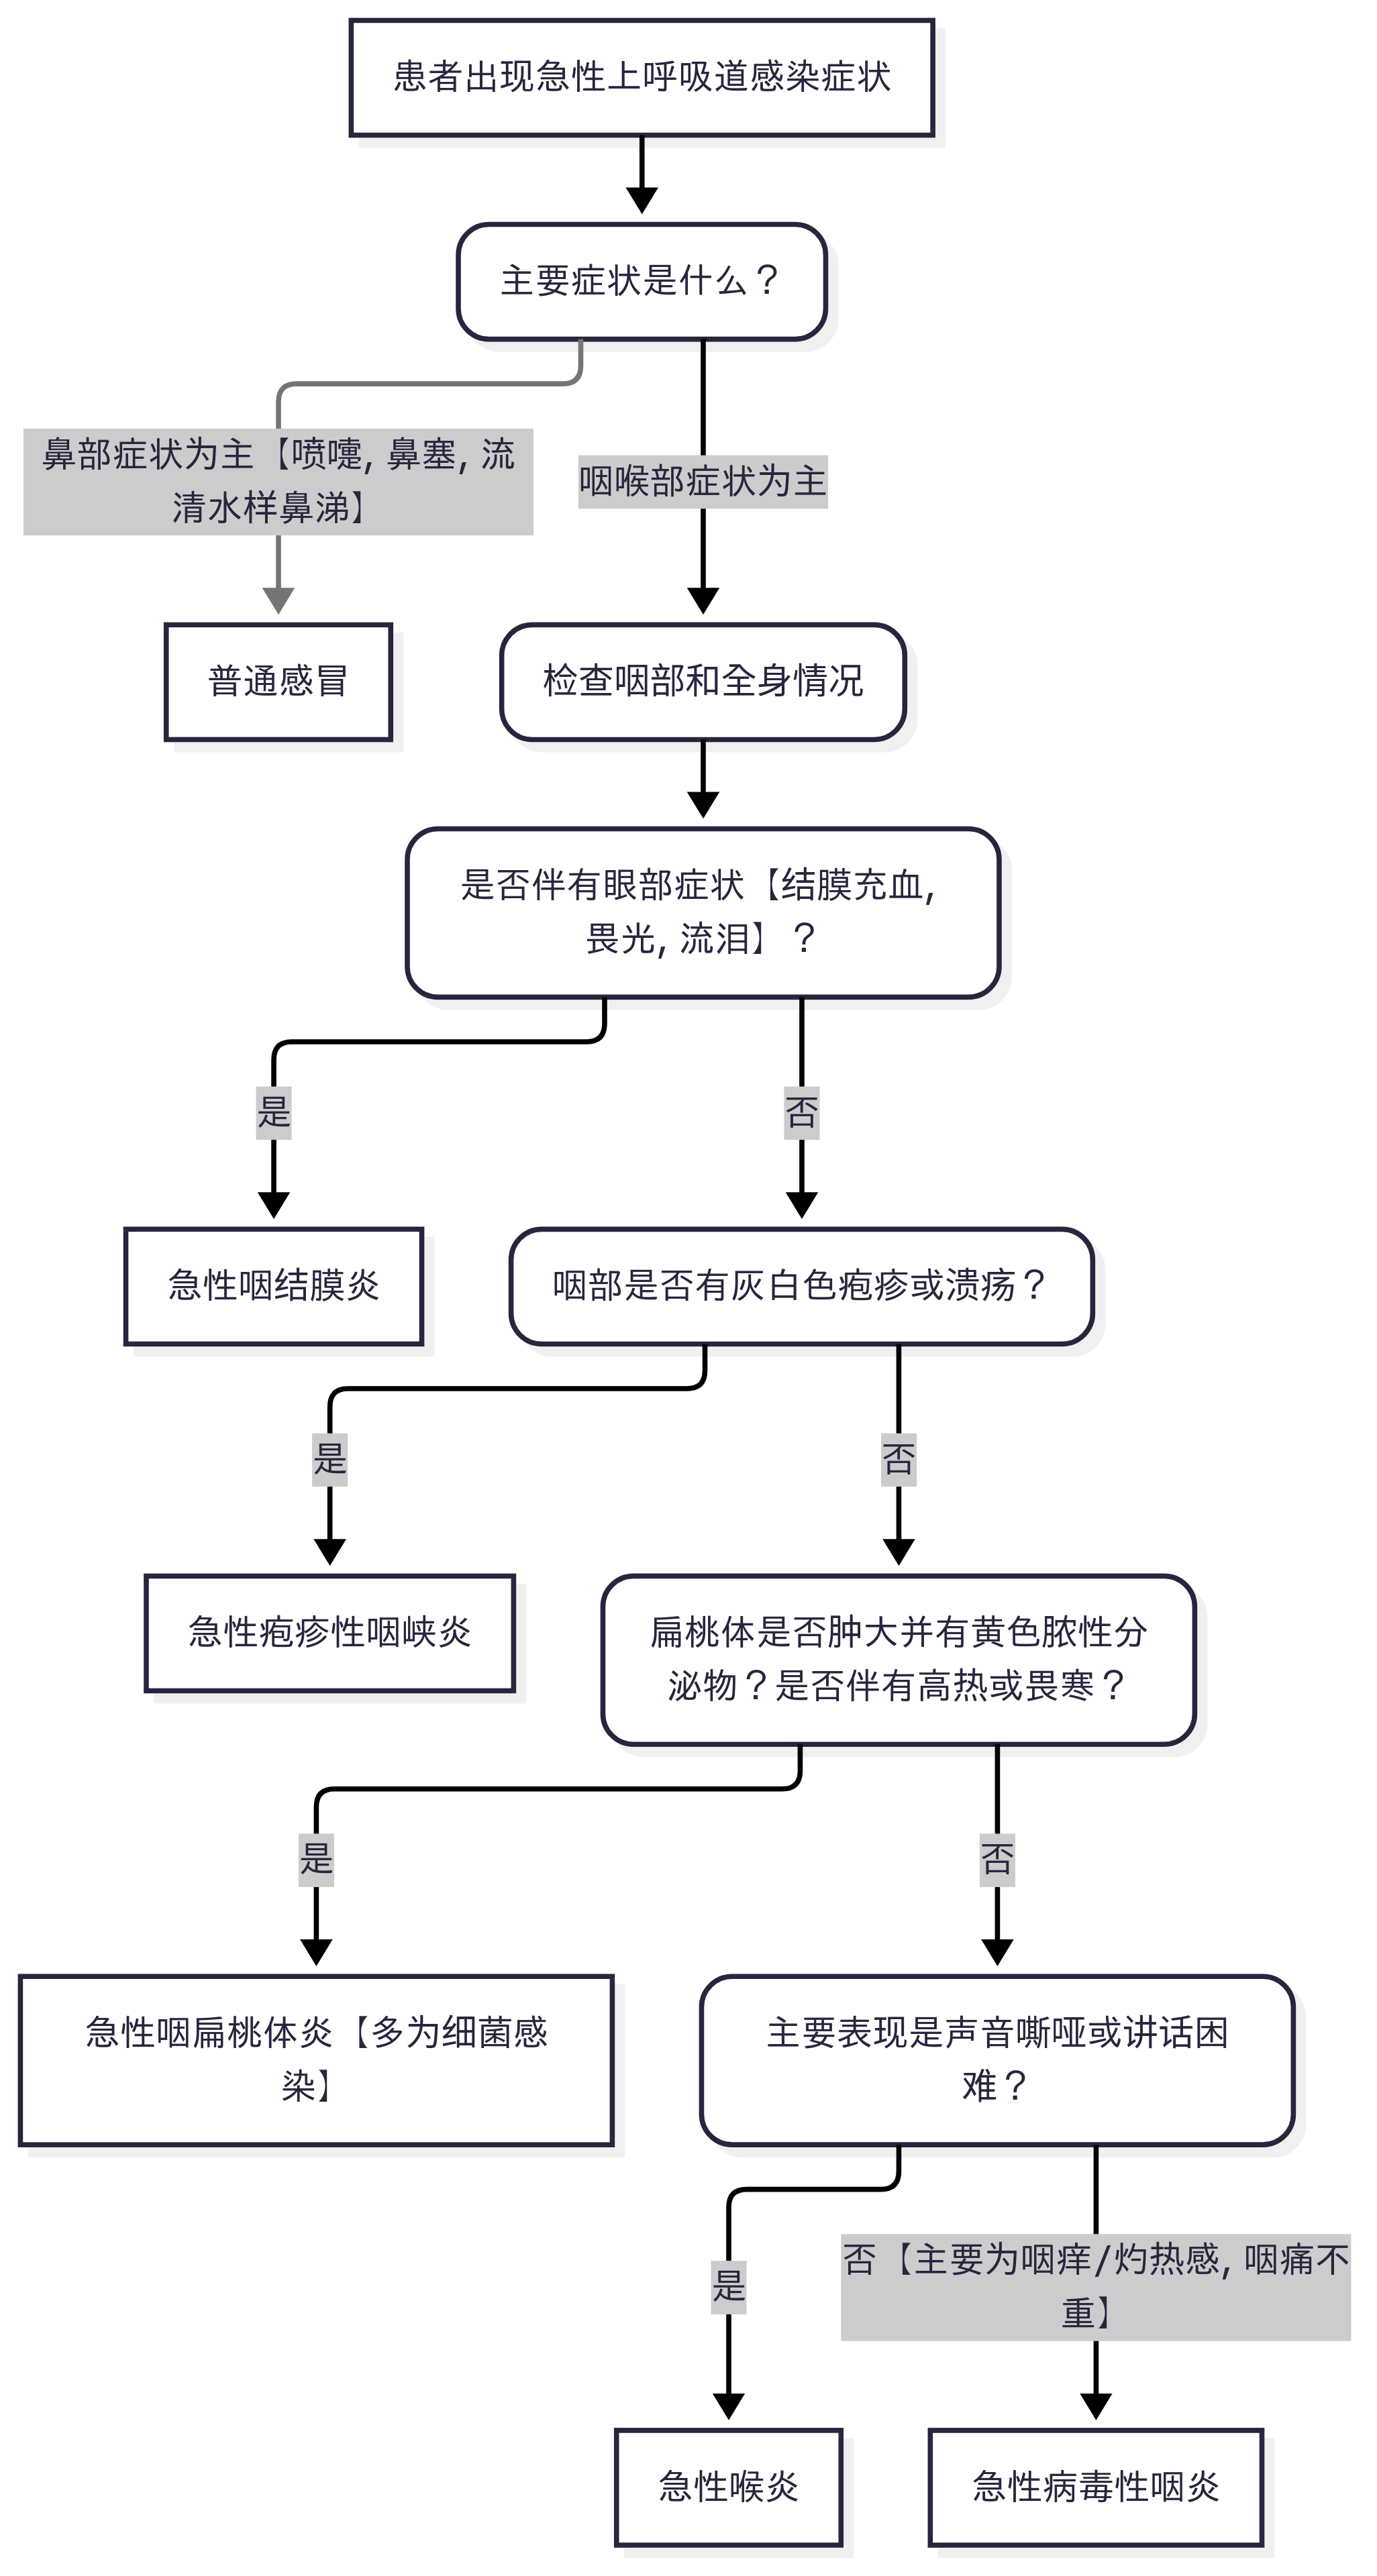 患者出现急性上呼吸道感染症状
主要症状是什么？
鼻部症状为主【喷嚏, 鼻塞, 流
清水样鼻涕】
咽喉部症状为主
普通感冒
检查咽部和全身情况
是否伴有眼部症状【结膜充血,
畏光, 流泪】？
是
否
急性咽结膜炎
咽部是否有灰白色疱疹或溃疡？
是
否
急性疱疹性咽峡炎
扁桃体是否肿大并有黄色脓性分
泌物？是否伴有高热或畏寒？
是
否
急性咽扁桃体炎【多为细菌感
染】
主要表现是声音嘶哑或讲话困
难？
是
否【主要为咽痒/灼热感, 咽痛不
重】
急性喉炎
急性病毒性咽炎